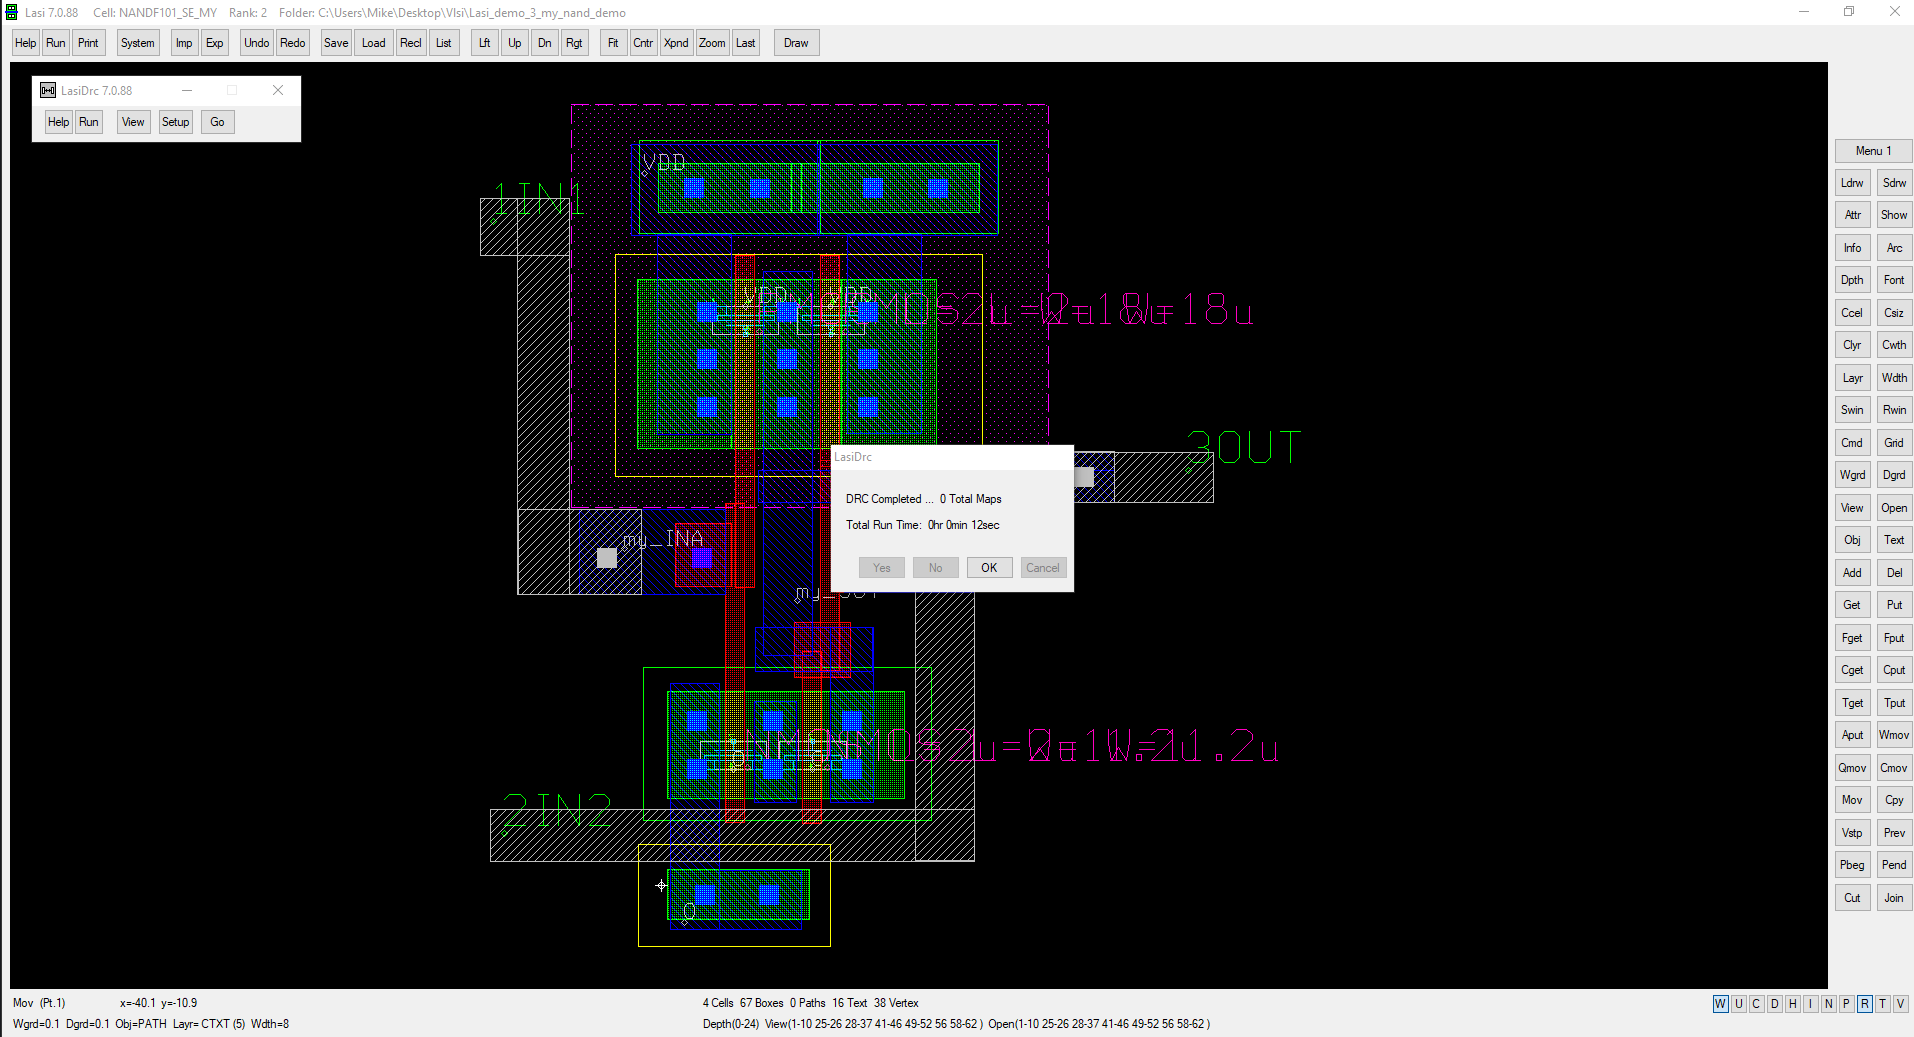 Lasi 7.0.88 Cell: NANDF101_SE_MY Rank: 2 Folder: C:\Users\Mike\Desktop\Vlsi\Lasi_demo_3_my_nand_demo
Help Run Print System Imp Exp Undo Redo Save Load Recl List Lft Up Dn Rgt Fit Cntr Xpnd Zoom Last Draw
LasiDrc 7.0.88
Help Run View Setup Go
Menu 1
Ldrw Sdrw
Attr Show
Info Arc
Dpth Font
Ccel Csiz
Clyr Cwth
Layr Wdth
Swin Rwin
Cmd Grid
Wgrd Dgrd
View Open
Obj Text
Add Del
Get Put
Fget Fput
Cget Cput
Tget Tput
Aput Wmov
Qmov Cmov
Mov Cpy
Vstp Prev
Pbeg Pend
Cut Join
VDD
1IN1
VDD VDD
18u
3OUT
LasiDrc
DRC Completed ... 0 Total Maps
Total Run Time: 0hr 0min 12sec
Yes No OK Cancel
my_INA
2IN2
0
Mov (Pt.1) x=-40.1 y=-10.9
4 Cells 67 Boxes 0 Paths 16 Text 38 Vertex
W U C D H I N P R T V
Wgrd=0.1 Dgrd=0.1 Obj=PATH Layr= CTXT (5) Wdth=8
Depth(0-24) View(1-10 25-26 28-37 41-46 49-52 56 58-62 ) Open(1-10 25-26 28-37 41-46 49-52 56 58-62 )